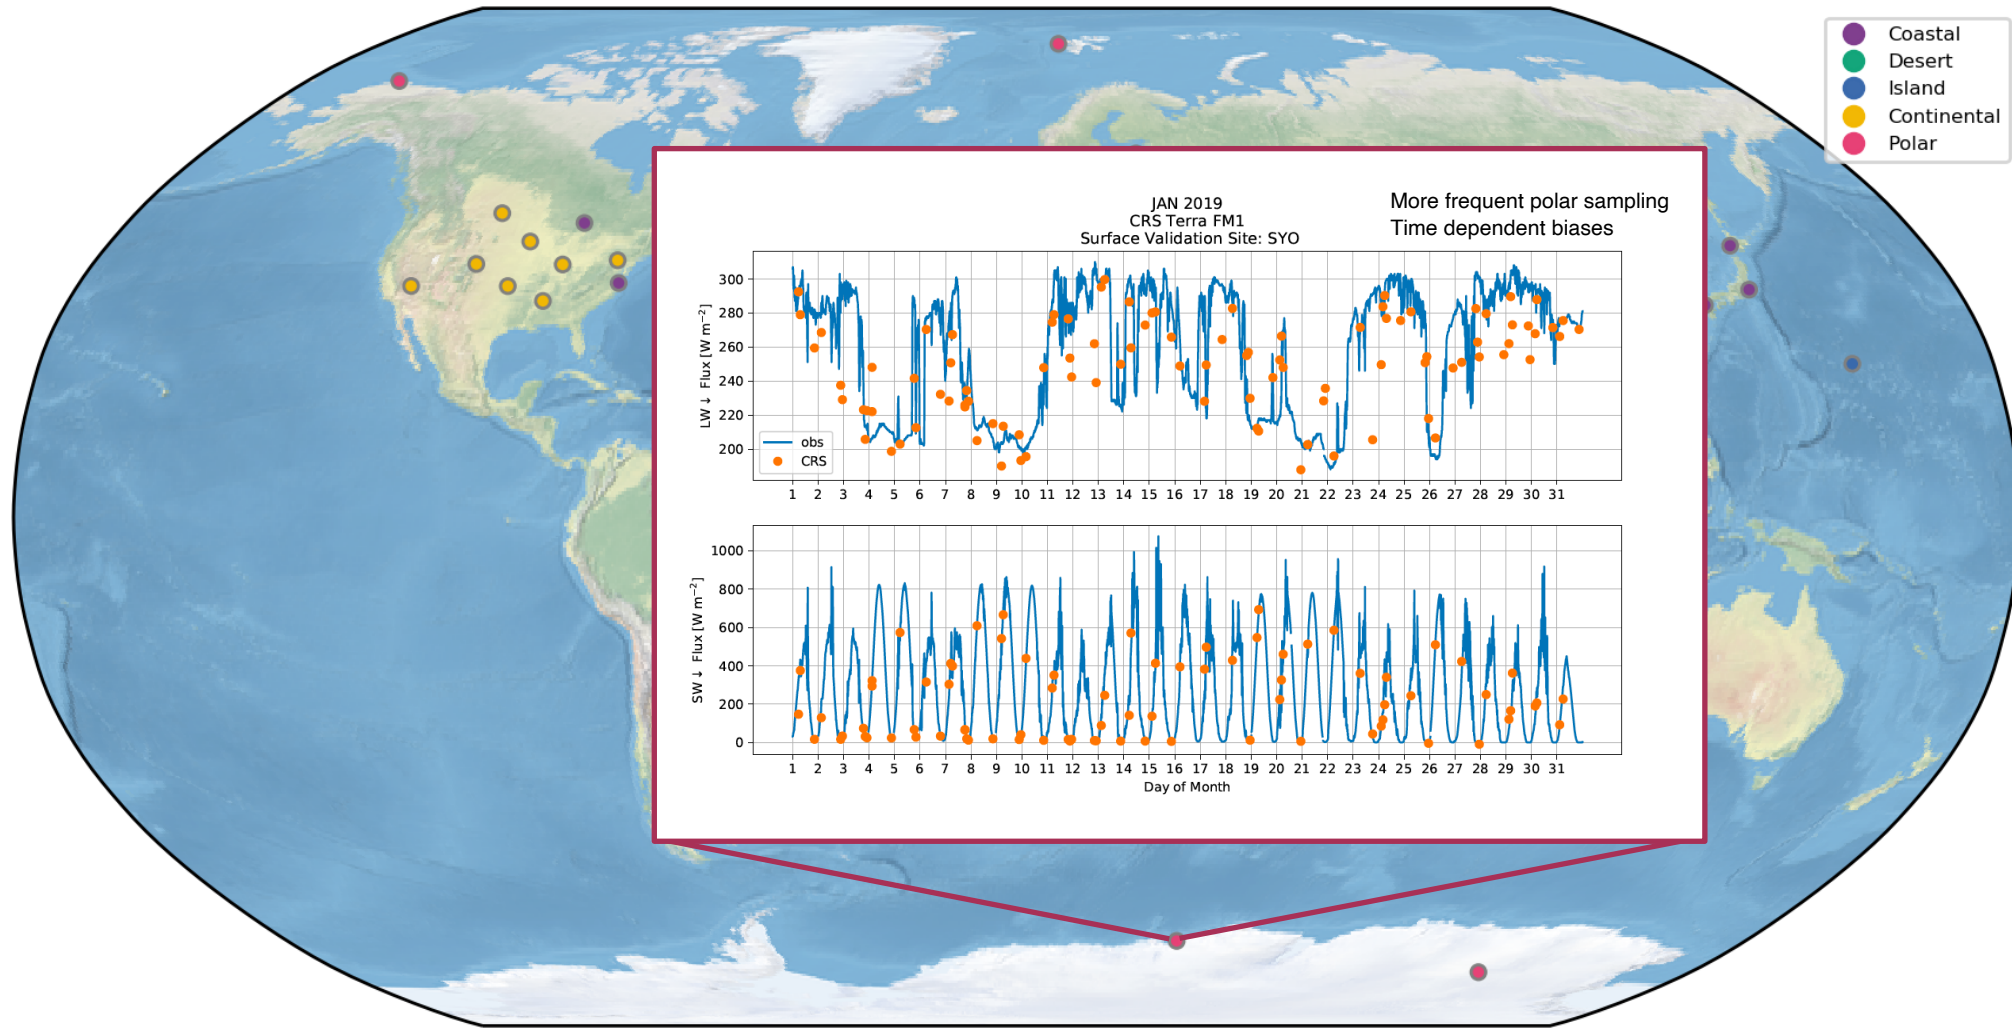 Coastal
Desert
Island
Continental
Polar
More frequent polar sampling
Time dependent biases
JAN 2019
CRS Terra FM1
Surface Validation Site: SYO
LW ↓ Flux [W m⁻²]
300
280
260
240
220
200
obs
CRS
1 2 3 4 5 6 7 8 9 10 11 12 13 14 15 16 17 18 19 20 21 22 23 24 25 26 27 28 29 30 31
SW ↓ Flux [W m⁻²]
1000
800
600
400
200
0
1 2 3 4 5 6 7 8 9 10 11 12 13 14 15 16 17 18 19 20 21 22 23 24 25 26 27 28 29 30 31
Day of Month